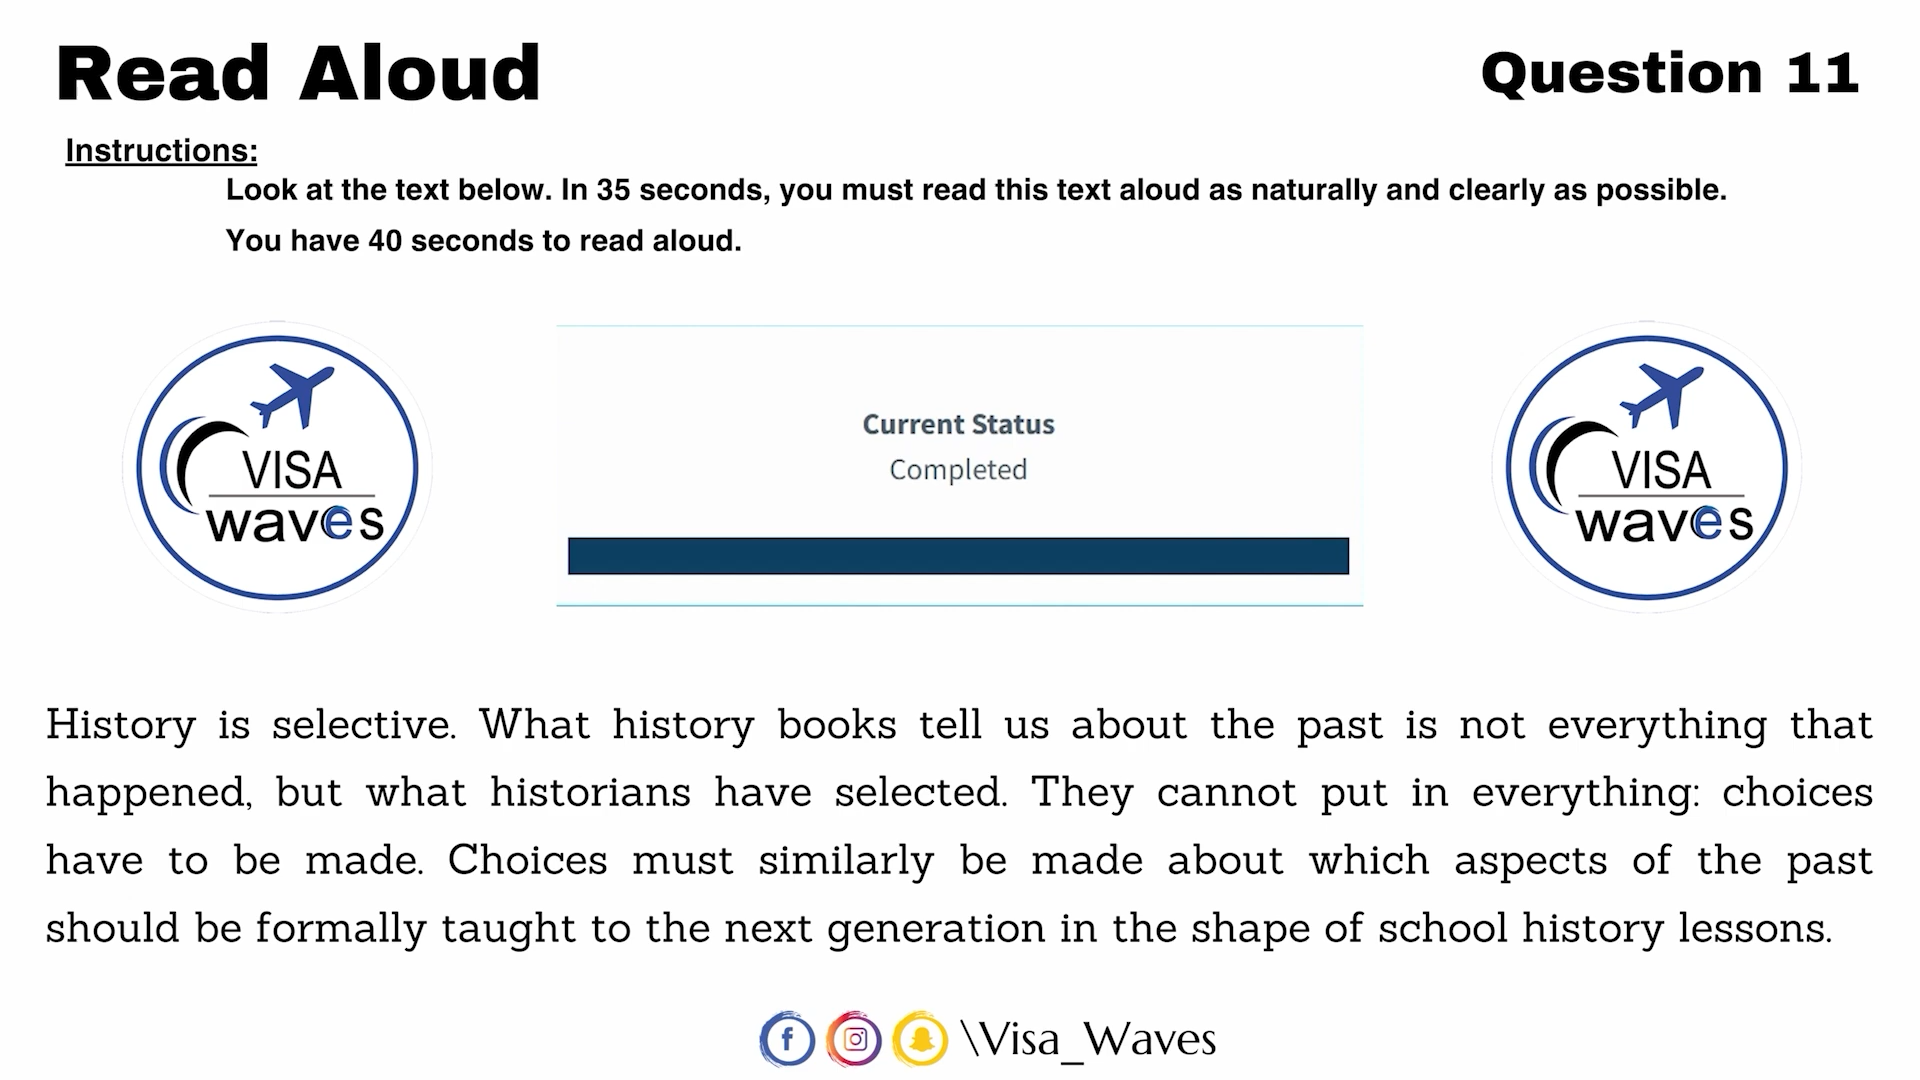 Read Aloud
Question 11
Instructions:
Look at the text below. In 35 seconds, you must read this text aloud as naturally and clearly as possible.
You have 40 seconds to read aloud.
VISA
waves
Current Status
Completed
VISA
waves
History is selective. What history books tell us about the past is not everything that
happened, but what historians have selected. They cannot put in everything: choices
have to be made. Choices must similarly be made about which aspects of the past
should be formally taught to the next generation in the shape of school history lessons.
\Visa_Waves